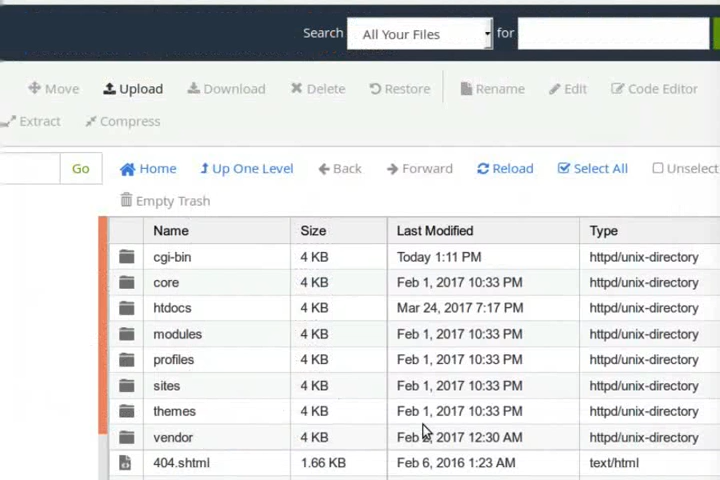 Search All Your Files for
Move Upload Download Delete Restore Rename Edit Code Editor
Extract Compress
Go Home Up One Level Back Forward Reload Select All Unselect
Empty Trash
Name Size Last Modified Type
cgi-bin 4 KB Today 1:11 PM httpd/unix-directory
core 4 KB Feb 1, 2017 10:33 PM httpd/unix-directory
htdocs 4 KB Mar 24, 2017 7:17 PM httpd/unix-directory
modules 4 KB Feb 1, 2017 10:33 PM httpd/unix-directory
profiles 4 KB Feb 1, 2017 10:33 PM httpd/unix-directory
sites 4 KB Feb 1, 2017 10:33 PM httpd/unix-directory
themes 4 KB Feb 1, 2017 10:33 PM httpd/unix-directory
vendor 4 KB Feb 2017 12:30 AM httpd/unix-directory
404.shtml 1.66 KB Feb 6, 2016 1:23 AM text/html